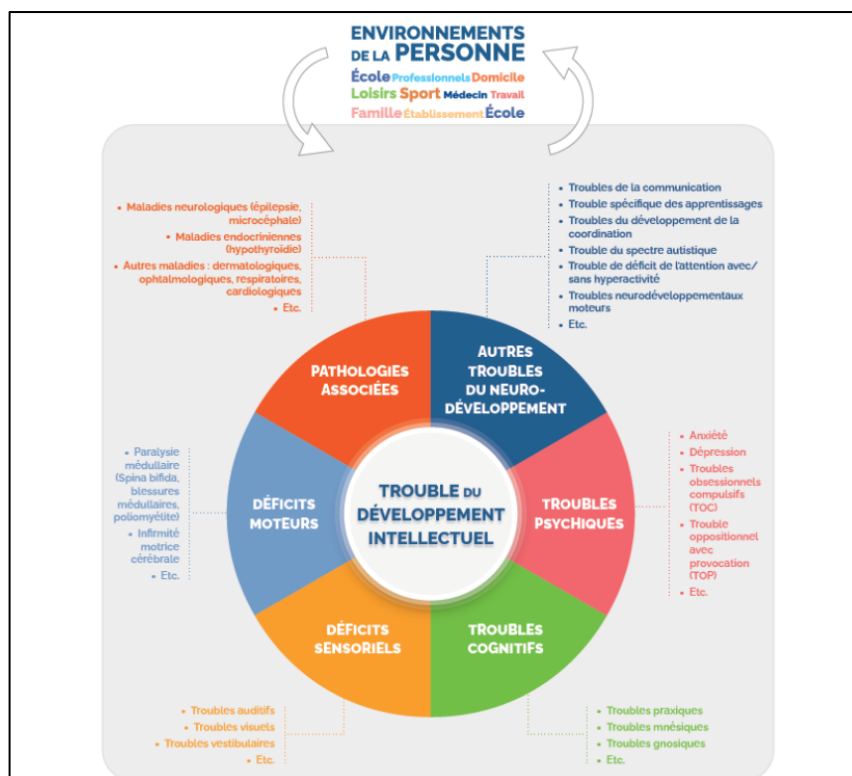 ENVIRONNEMENTS
DE LA PERSONNE
École Professionnels Domicile
Loisirs Sport Médecin Travail
Famille Établissement École
• Maladies neurologiques (épilepsie,
microcéphale)
• Maladies endocriniennes
(hypothyroïdie)
• Autres maladies : dermatologiques,
ophtalmologiques, respiratoires,
cardiologiques
• Etc.
• Troubles de la communication
• Trouble spécifique des apprentissages
• Troubles du développement de la
coordination
• Trouble du spectre autistique
• Trouble de déficit de l'attention avec/
sans hyperactivité
• Troubles neurodéveloppementaux
moteurs
• Etc.
PATHOLOGIES
ASSOCIÉES
AUTRES
TROUBLES
DU NEURO-
DÉVELOPPEMENT
• Paralysie
médullaire
(Spina bifida,
blessures
médullaires,
poliomyélite)
• Infirmité
motrice
cérébrale
• Etc.
DÉFICITS
MOTEURS
TROUBLE DU
DÉVELOPPEMENT
INTELLECTUEL
TROUBLES
PSYCHIQUES
• Anxiété
• Dépression
• Troubles
obsessionnels
compulsifs
(TOC)
• Trouble
oppositionnel
avec
provocation
(TOP)
• Etc.
DÉFICITS
SENSORIELS
TROUBLES
COGNITIFS
• Troubles auditifs
• Troubles visuels
• Troubles vestibulaires
• Etc.
• Troubles praxiques
• Troubles mnésiques
• Troubles gnosiques
• Etc.